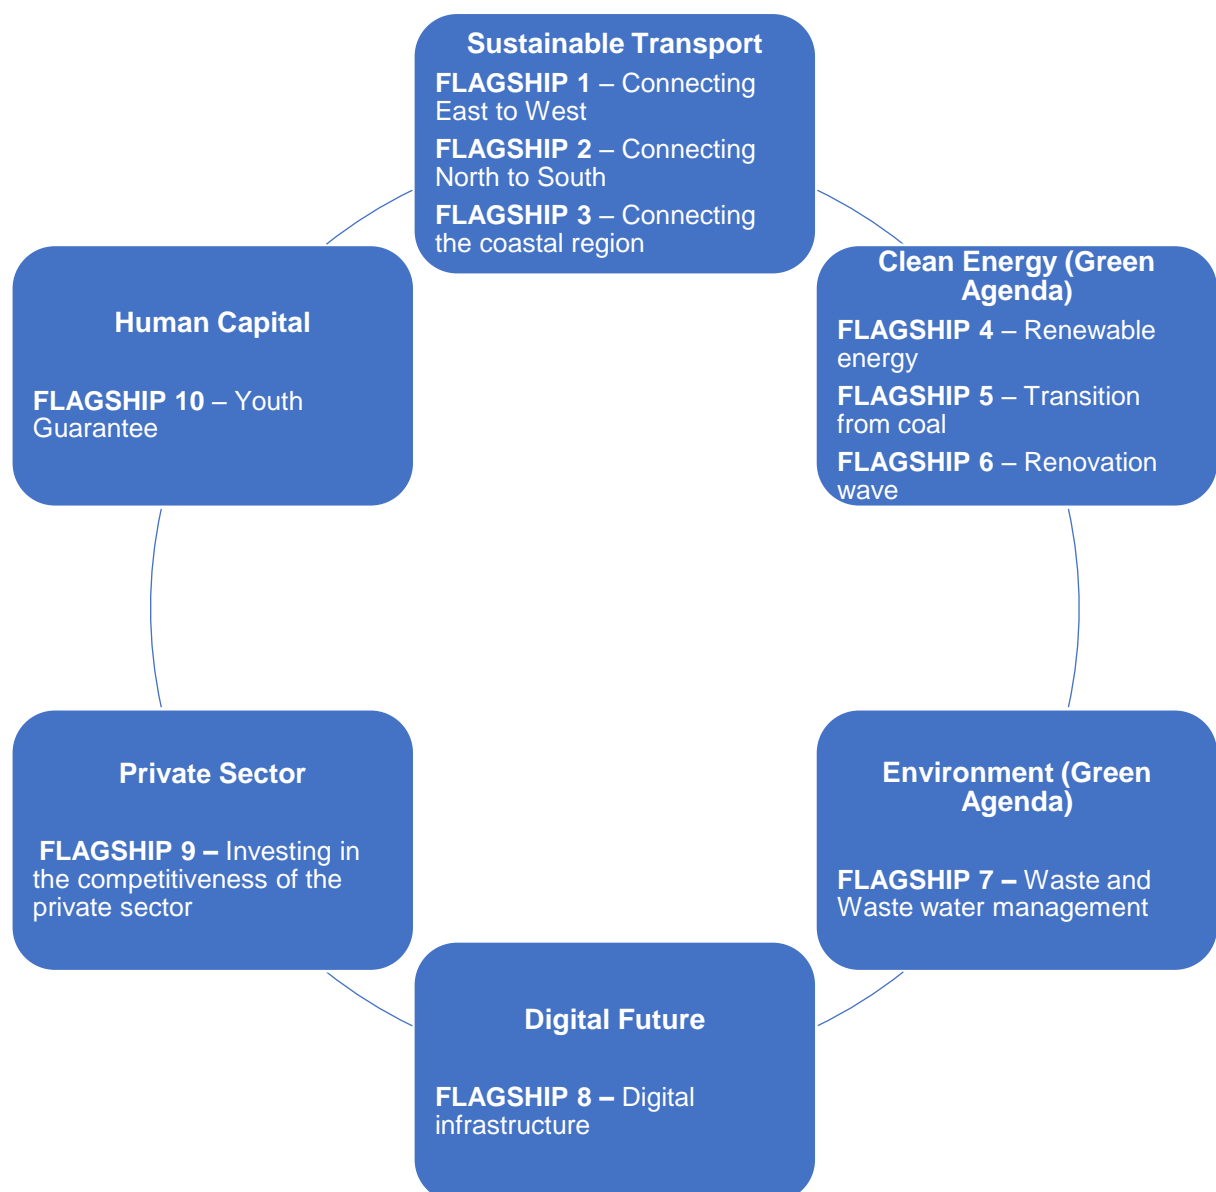 Sustainable Transport
FLAGSHIP 1 – Connecting
East to West
FLAGSHIP 2 – Connecting
North to South
FLAGSHIP 3 – Connecting
the coastal region
Clean Energy (Green
Agenda)
FLAGSHIP 4 – Renewable
energy
FLAGSHIP 5 – Transition
from coal
FLAGSHIP 6 – Renovation
wave
Environment (Green
Agenda)
FLAGSHIP 7 – Waste and
Waste water management
Digital Future
FLAGSHIP 8 – Digital
infrastructure
Private Sector
FLAGSHIP 9 – Investing in
the competitiveness of the
private sector
Human Capital
FLAGSHIP 10 – Youth
Guarantee